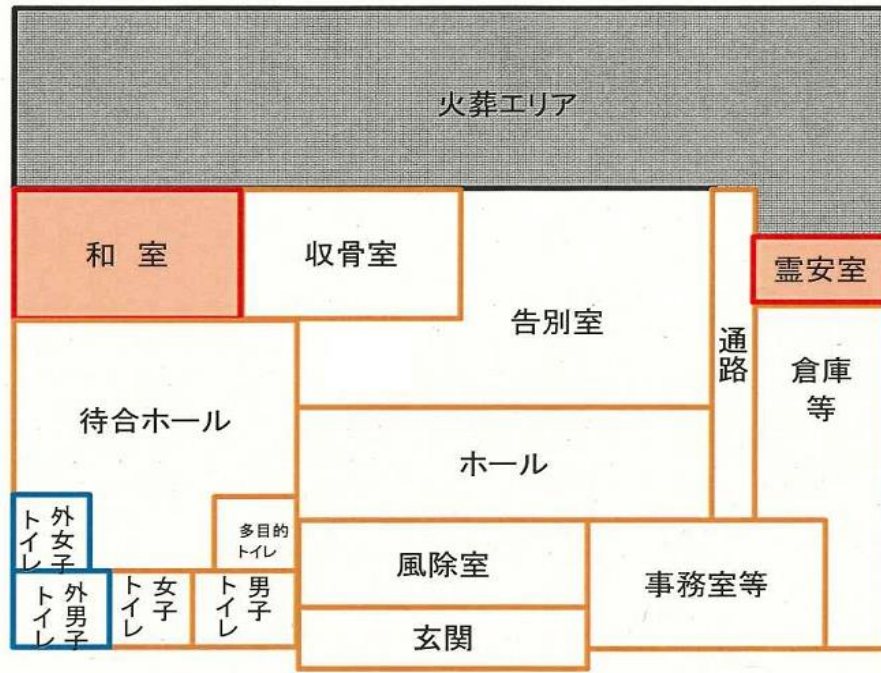 火葬エリア
和 室
収骨室
告別室
通路
霊安室
倉庫
等
待合ホール
ホール
外女子
トイレ
多目的
トイレ
外男子
トイレ
女子
トイレ
男子
トイレ
風除室
事務室等
玄関